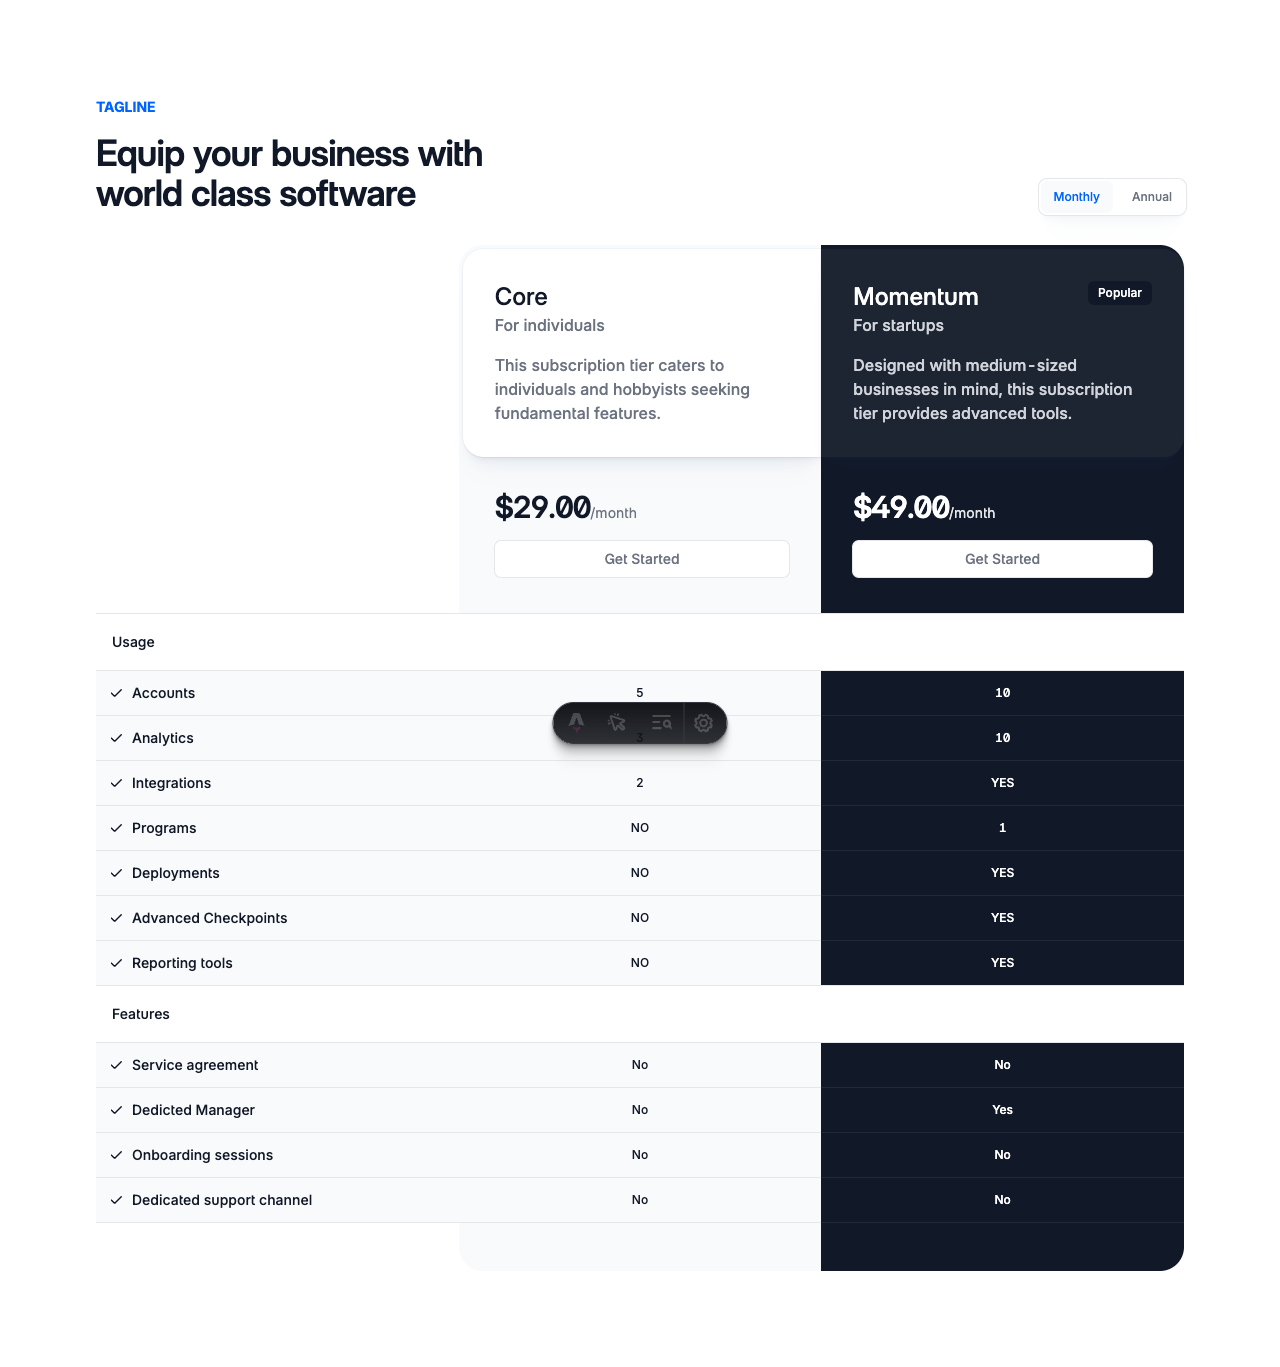 TAGLINE
Equip your business with
world class software
Monthly Annual
Core
For individuals
This subscription tier caters to
individuals and hobbyists seeking
fundamental features.
Momentum Popular
For startups
Designed with medium-sized
businesses in mind, this subscription
tier provides advanced tools.
$29.00/month
Get Started
$49.00/month
Get Started
Usage
Accounts 5 10
Analytics 3 10
Integrations 2 YES
Programs NO 1
Deployments NO YES
Advanced Checkpoints NO YES
Reporting tools NO YES
Features
Service agreement No No
Dedicted Manager No Yes
Onboarding sessions No No
Dedicated support channel No No